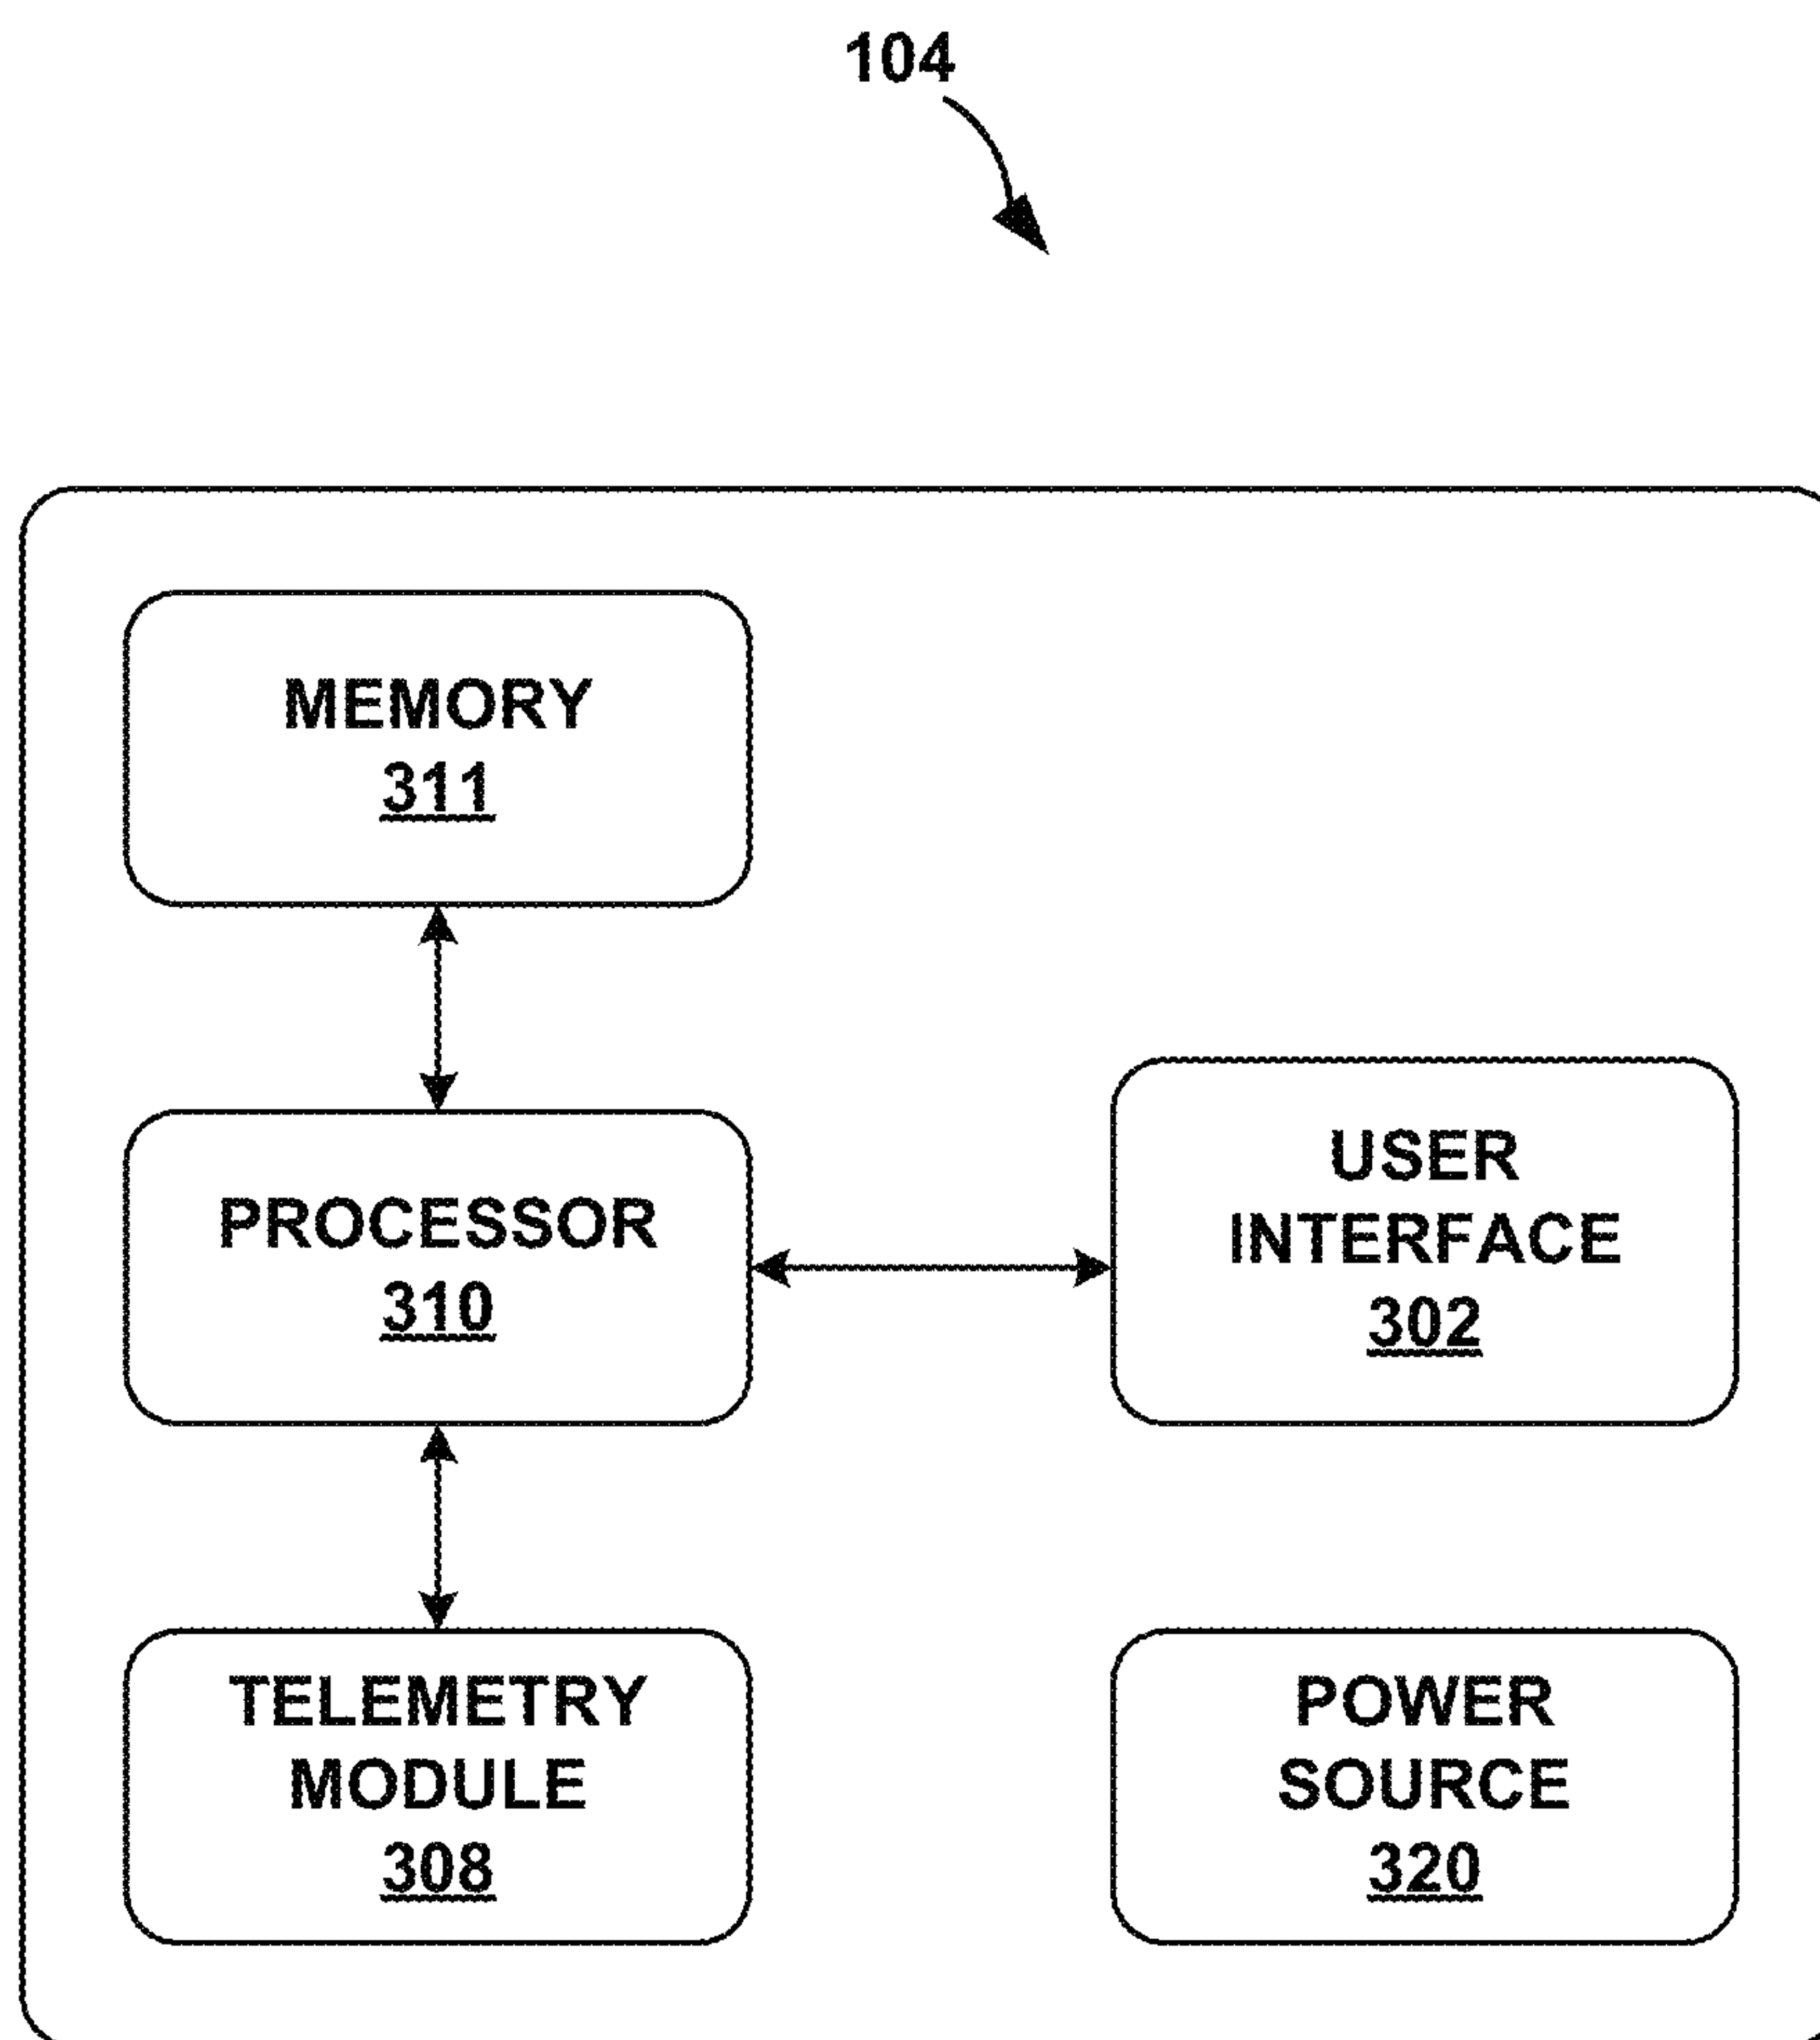 104
MEMORY
311
PROCESSOR
310
USER
INTERFACE
302
TELEMETRY
MODULE
308
POWER
SOURCE
320